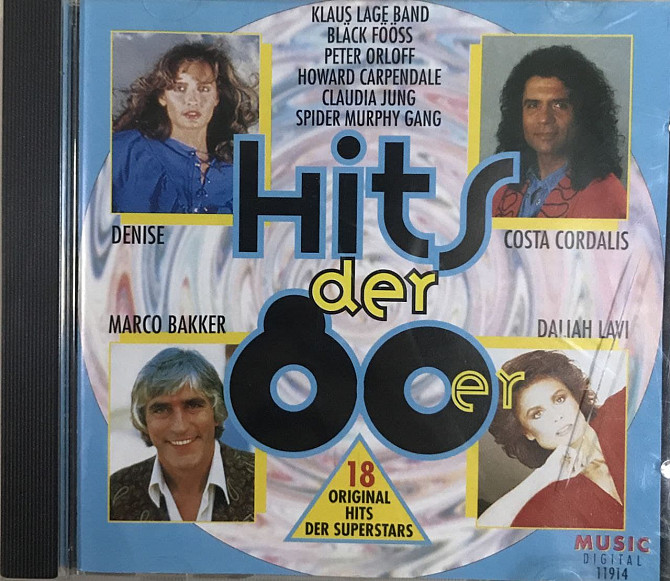 KLAUS LAGE BAND
BLÄCK FÖÖSS
PETER ORLOFF
HOWARD CARPENDALE
CLAUDIA JUNG
SPIDER MURPHY GANG
DENISE
COSTA CORDALIS
Hits
der
80er
MARCO BAKKER
DALIAH LAVI
18
ORIGINAL
HITS
DER SUPERSTARS
MUSIC
DIGITAL
11914